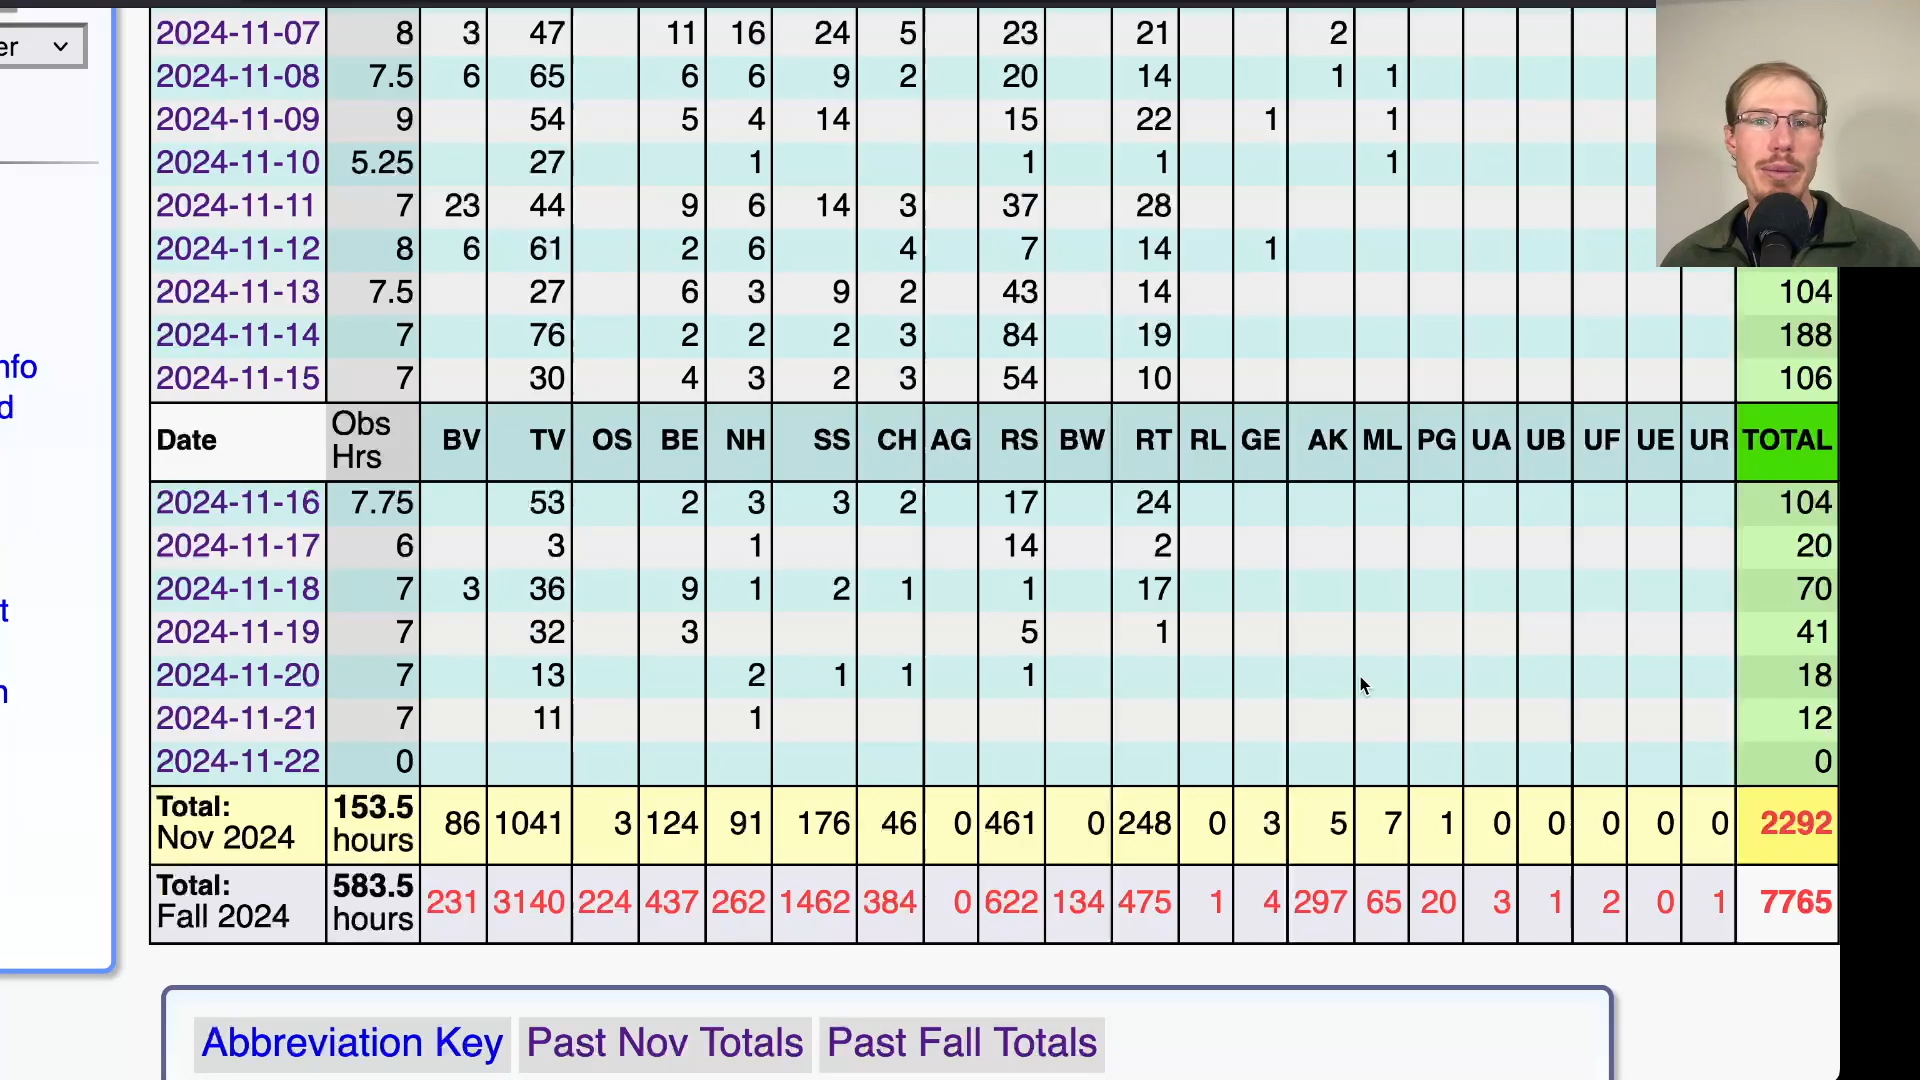 er
nfo
d
t
n
2024-11-07 8 3 47 11 16 24 5 23 21 2
2024-11-08 7.5 6 65 6 6 9 2 20 14 1 1
2024-11-09 9 54 5 4 14 15 22 1 1
2024-11-10 5.25 27 1 1 1 1
2024-11-11 7 23 44 9 6 14 3 37 28
2024-11-12 8 6 61 2 6 4 7 14 1
2024-11-13 7.5 27 6 3 9 2 43 14 104
2024-11-14 7 76 2 2 2 3 84 19 188
2024-11-15 7 30 4 3 2 3 54 10 106
Date Obs Hrs BV TV OS BE NH SS CH AG RS BW RT RL GE AK ML PG UA UB UF UE UR TOTAL
2024-11-16 7.75 53 2 3 3 2 17 24 104
2024-11-17 6 3 1 14 2 20
2024-11-18 7 3 36 9 1 2 1 1 17 70
2024-11-19 7 32 3 5 1 41
2024-11-20 7 13 2 1 1 1 18
2024-11-21 7 11 1 12
2024-11-22 0 0
Total: Nov 2024 153.5 hours 86 1041 3 124 91 176 46 0 461 0 248 0 3 5 7 1 0 0 0 0 0 2292
Total: Fall 2024 583.5 hours 231 3140 224 437 262 1462 384 0 622 134 475 1 4 297 65 20 3 1 2 0 1 7765
Abbreviation Key Past Nov Totals Past Fall Totals